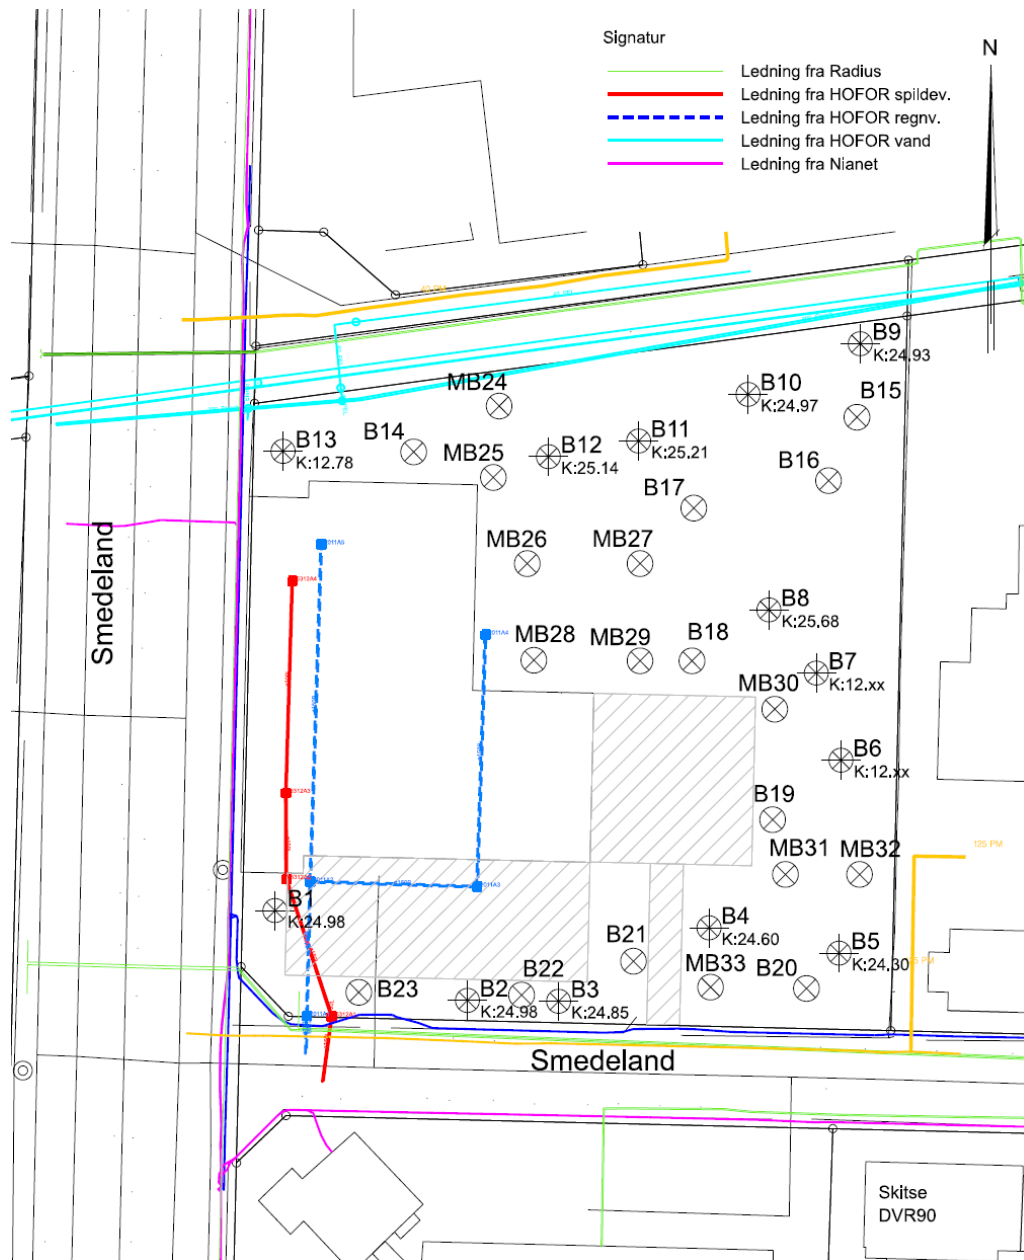 Signatur
N
Ledning fra Radius
Ledning fra HOFOR spildev.
Ledning fra HOFOR regnv.
Ledning fra HOFOR vand
Ledning fra Nianet
B9
K:24.93
MB24
B10
K:24.97
B15
B13
K:12.78
B14
MB25
B12
K:25.14
B11
K:25.21
B16
B17
MB26
MB27
Smedeland
B8
K:25.68
MB28
MB29
B18
B7
K:12.xx
MB30
B6
K:12.xx
B19
MB31
MB32
125 PM
B1
K:24.98
B4
K:24.60
B21
B5
K:24.30
MB33
B20
B22
B23
B2
K:24.98
B3
K:24.85
Smedeland
Skitse
DVR90